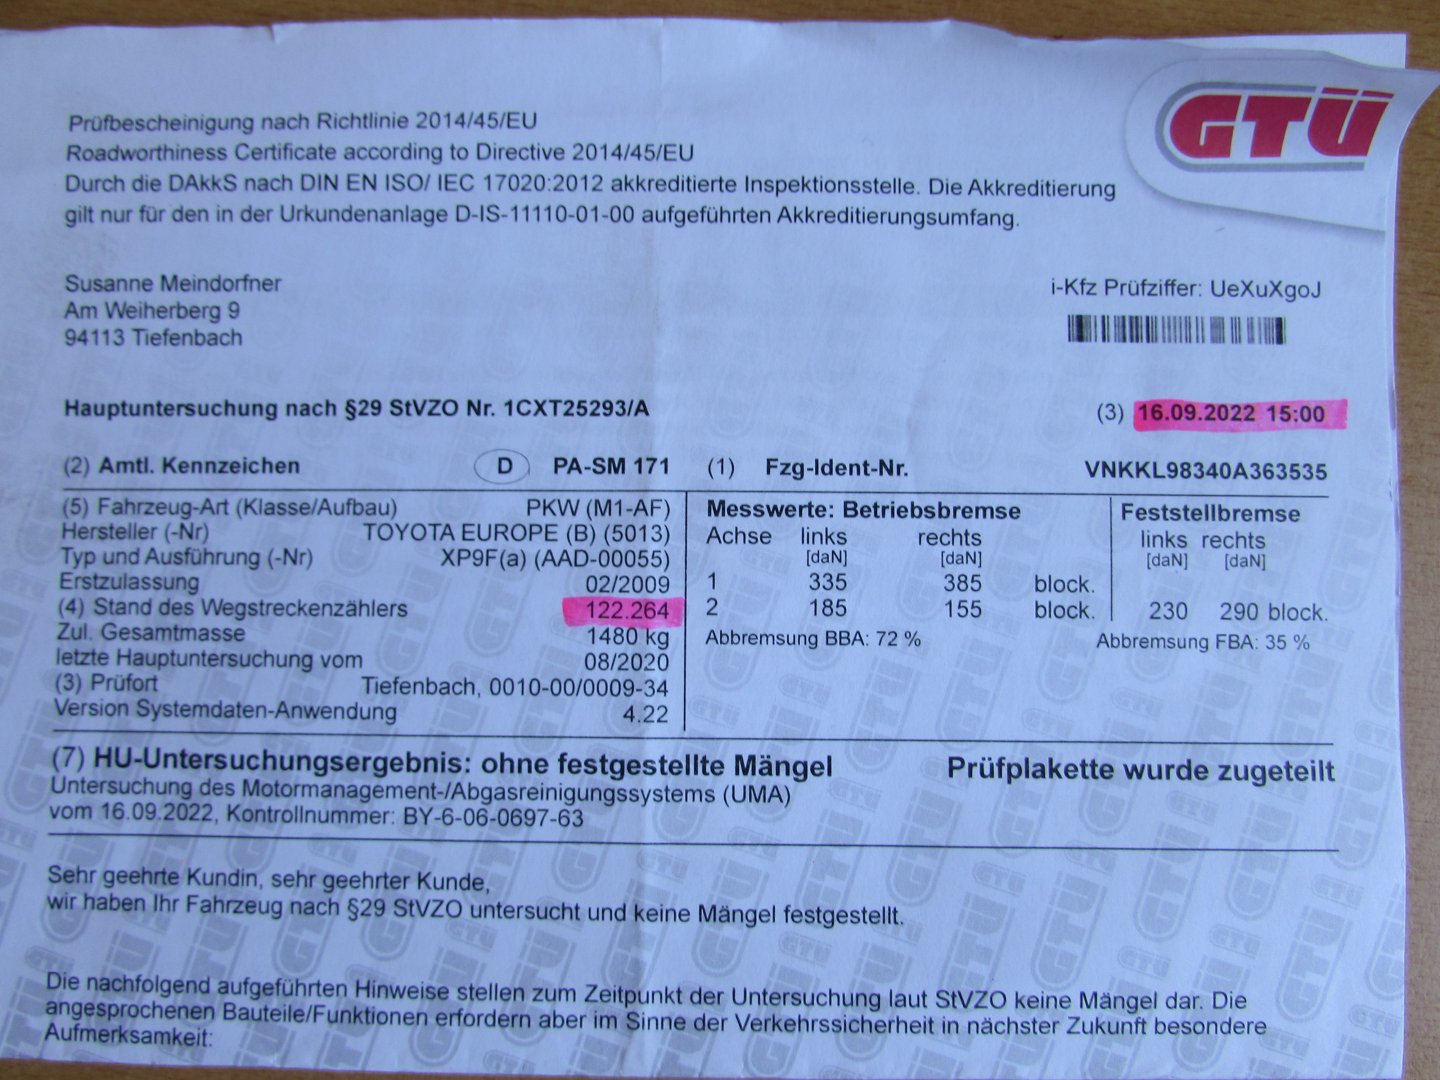 GTÜ
Prüfbescheinigung nach Richtlinie 2014/45/EU
Roadworthiness Certificate according to Directive 2014/45/EU
Durch die DAkkS nach DIN EN ISO/ IEC 17020:2012 akkreditierte Inspektionsstelle. Die Akkreditierung
gilt nur für den in der Urkundenanlage D-IS-11110-01-00 aufgeführten Akkreditierungsumfang.
Susanne Meindorfner
Am Weiherberg 9
94113 Tiefenbach
i-Kfz Prüfziffer: UeXuXgoJ
Hauptuntersuchung nach §29 StVZO Nr. 1CXT25293/A (3) 16.09.2022 15:00
(2) Amtl. Kennzeichen D PA-SM 171 (1) Fzg-Ident-Nr. VNKKL98340A363535
(5) Fahrzeug-Art (Klasse/Aufbau) PKW (M1-AF)
Hersteller (-Nr) TOYOTA EUROPE (B) (5013)
Typ und Ausführung (-Nr) XP9F(a) (AAD-00055)
Erstzulassung 02/2009
(4) Stand des Wegstreckenzählers 122.264
Zul. Gesamtmasse 1480 kg
letzte Hauptuntersuchung vom 08/2020
(3) Prüfort Tiefenbach, 0010-00/0009-34
Version Systemdaten-Anwendung 4.22
Messwerte: Betriebsbremse
Achse links rechts
[daN] [daN]
1 335 385 block.
2 185 155 block.
Abbremsung BBA: 72 %
Feststellbremse
links rechts
[daN] [daN]
230 290 block.
Abbremsung FBA: 35 %
(7) HU-Untersuchungsergebnis: ohne festgestellte Mängel Prüfplakette wurde zugeteilt
Untersuchung des Motormanagement-/Abgasreinigungssystems (UMA)
vom 16.09.2022, Kontrollnummer: BY-6-06-0697-63
Sehr geehrte Kundin, sehr geehrter Kunde,
wir haben Ihr Fahrzeug nach §29 StVZO untersucht und keine Mängel festgestellt.
Die nachfolgend aufgeführten Hinweise stellen zum Zeitpunkt der Untersuchung laut StVZO keine Mängel dar. Die
angesprochenen Bauteile/Funktionen erfordern aber im Sinne der Verkehrssicherheit in nächster Zukunft besondere
Aufmerksamkeit: